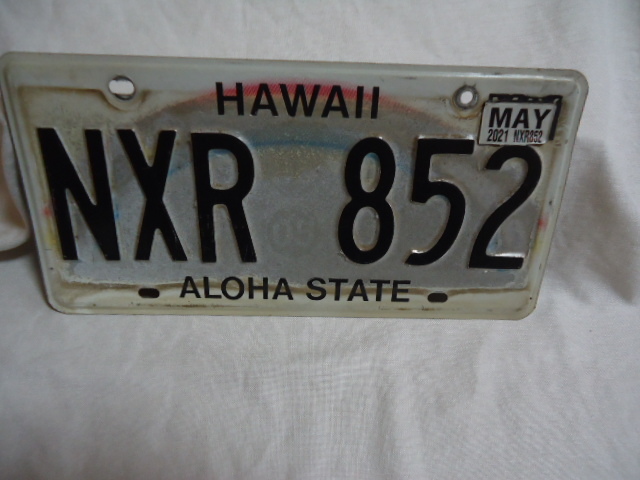 HAWAII
MAY
2021 NXR852
NXR 852
ALOHA STATE